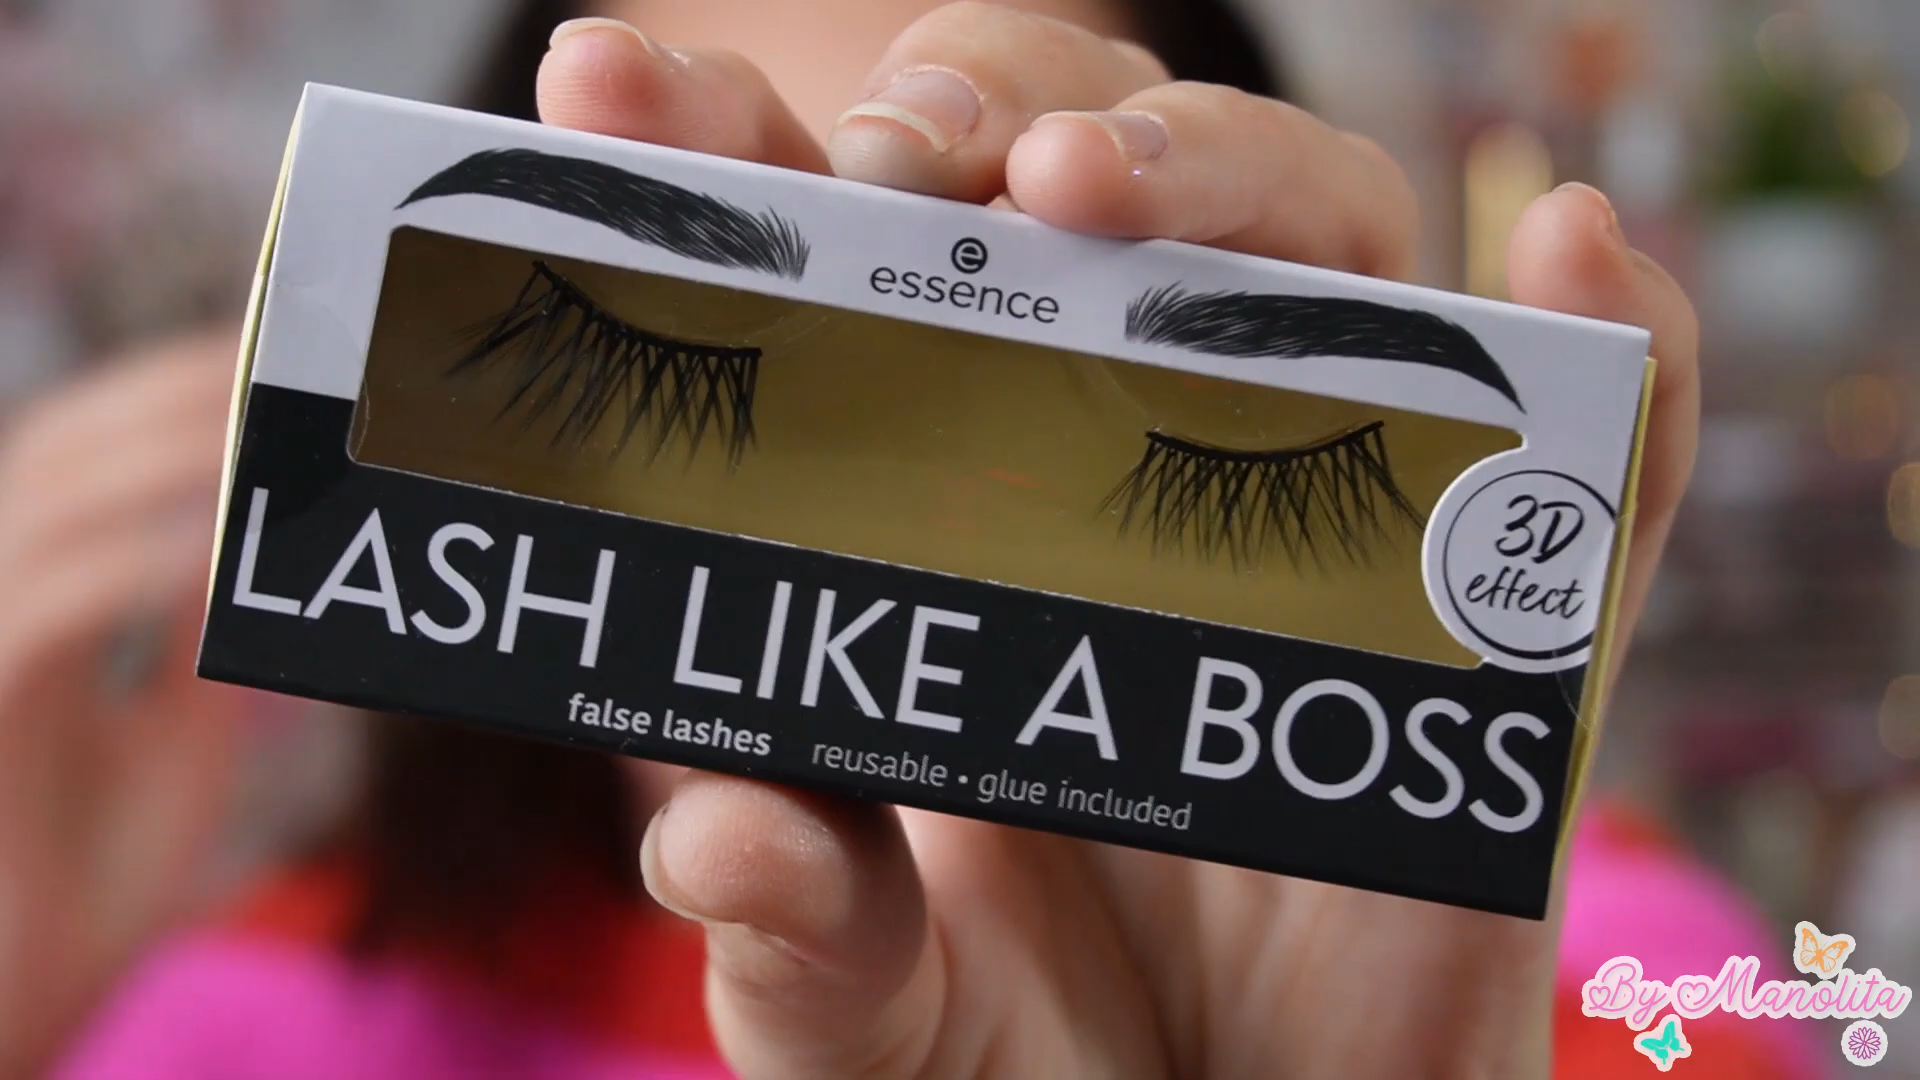 e
essence
3D
effect
LASH LIKE A BOSS
false lashes reusable • glue included
By Manolita